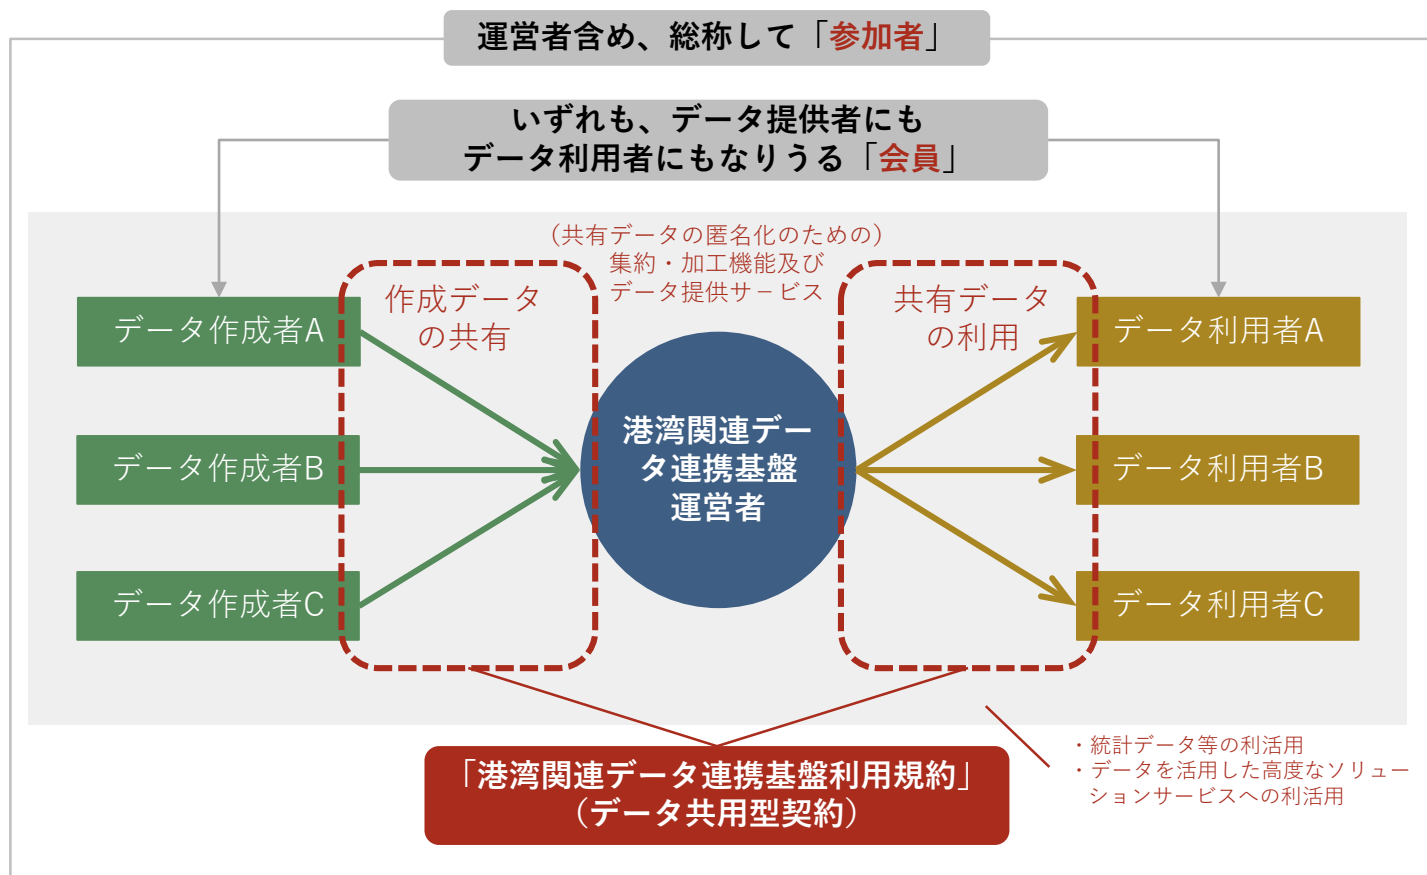 運営者含め、総称して「参加者」
いずれも、データ提供者にも
データ利用者にもなりうる「会員」
(共有データの匿名化のための)
集約・加工機能及び
データ提供サービス
作成データ
の共有
共有データ
の利用
データ作成者A
データ作成者B
データ作成者C
港湾関連デー
タ連携基盤
運営者
データ利用者A
データ利用者B
データ利用者C
「港湾関連データ連携基盤利用規約」
(データ共用型契約)
・統計データ等の利活用
・データを活用した高度なソリュー
ションサービスへの利活用